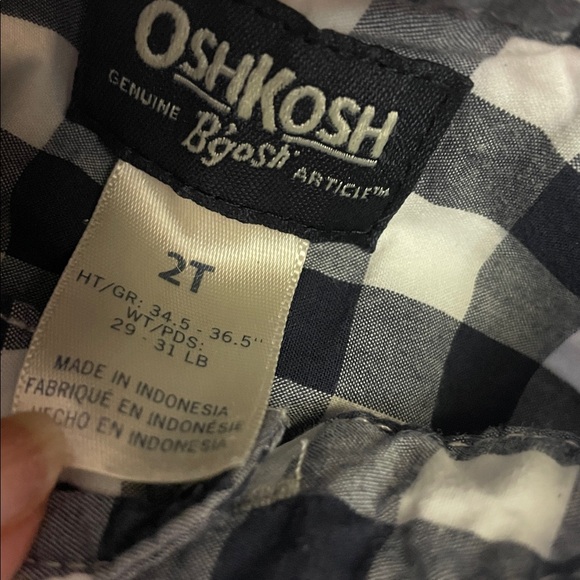 OSHKOSH
GENUINE B'gosh ARTICLE™
2T
HT/GR: 34.5 - 36.5"
WT/PDS:
29 - 31 LB
MADE IN INDONESIA
FABRIQUÉ EN INDONÉSIE
HECHO EN INDONESIA